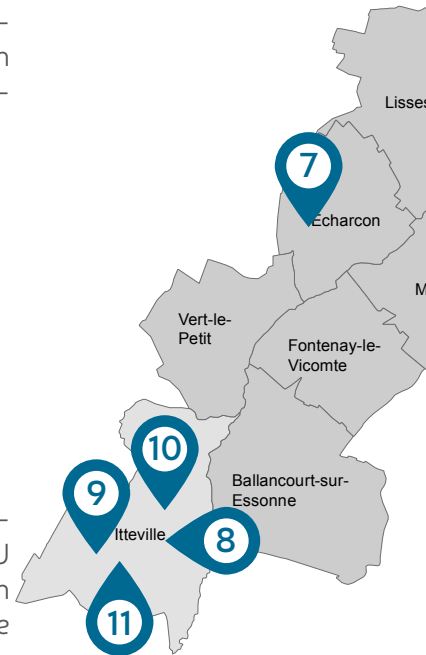 Lisses
7
Echarcon
Vert-le-
Petit
Fontenay-le-
Vicomte
10
9
Ballancourt-sur-
Essonne
Itteville
8
11